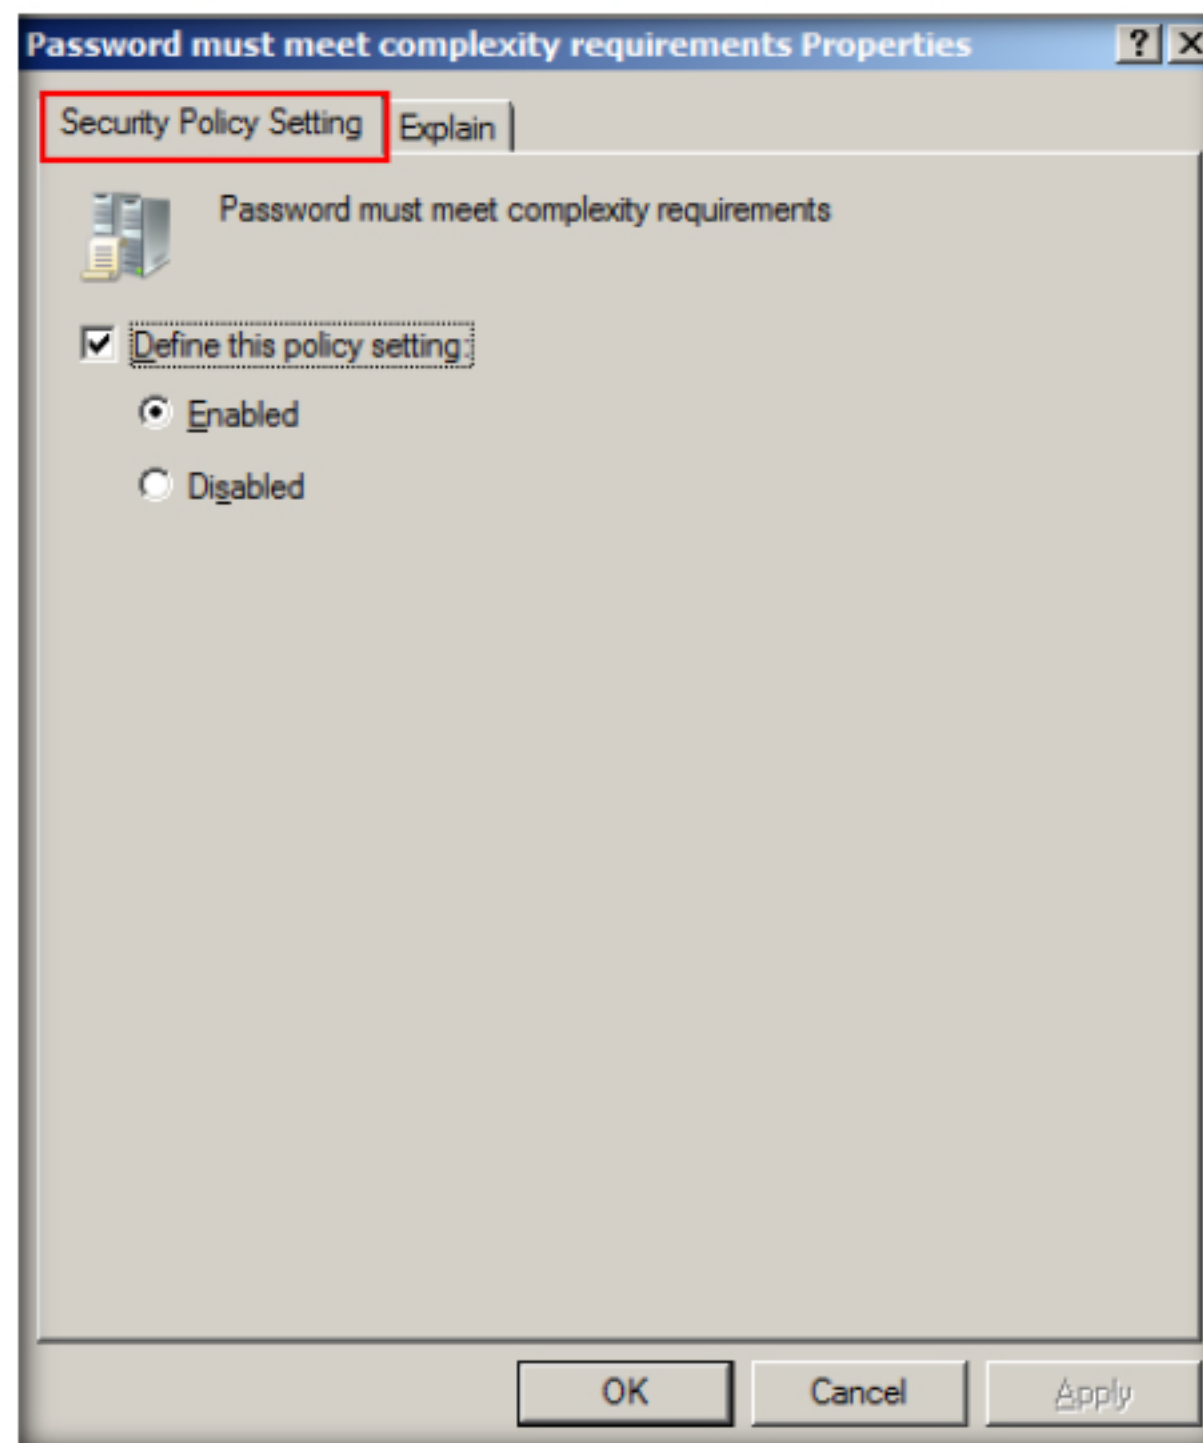 Password must meet complexity requirements Properties
Security Policy Setting Explain
Password must meet complexity requirements
Define this policy setting:
Enabled
Disabled
OK Cancel Apply